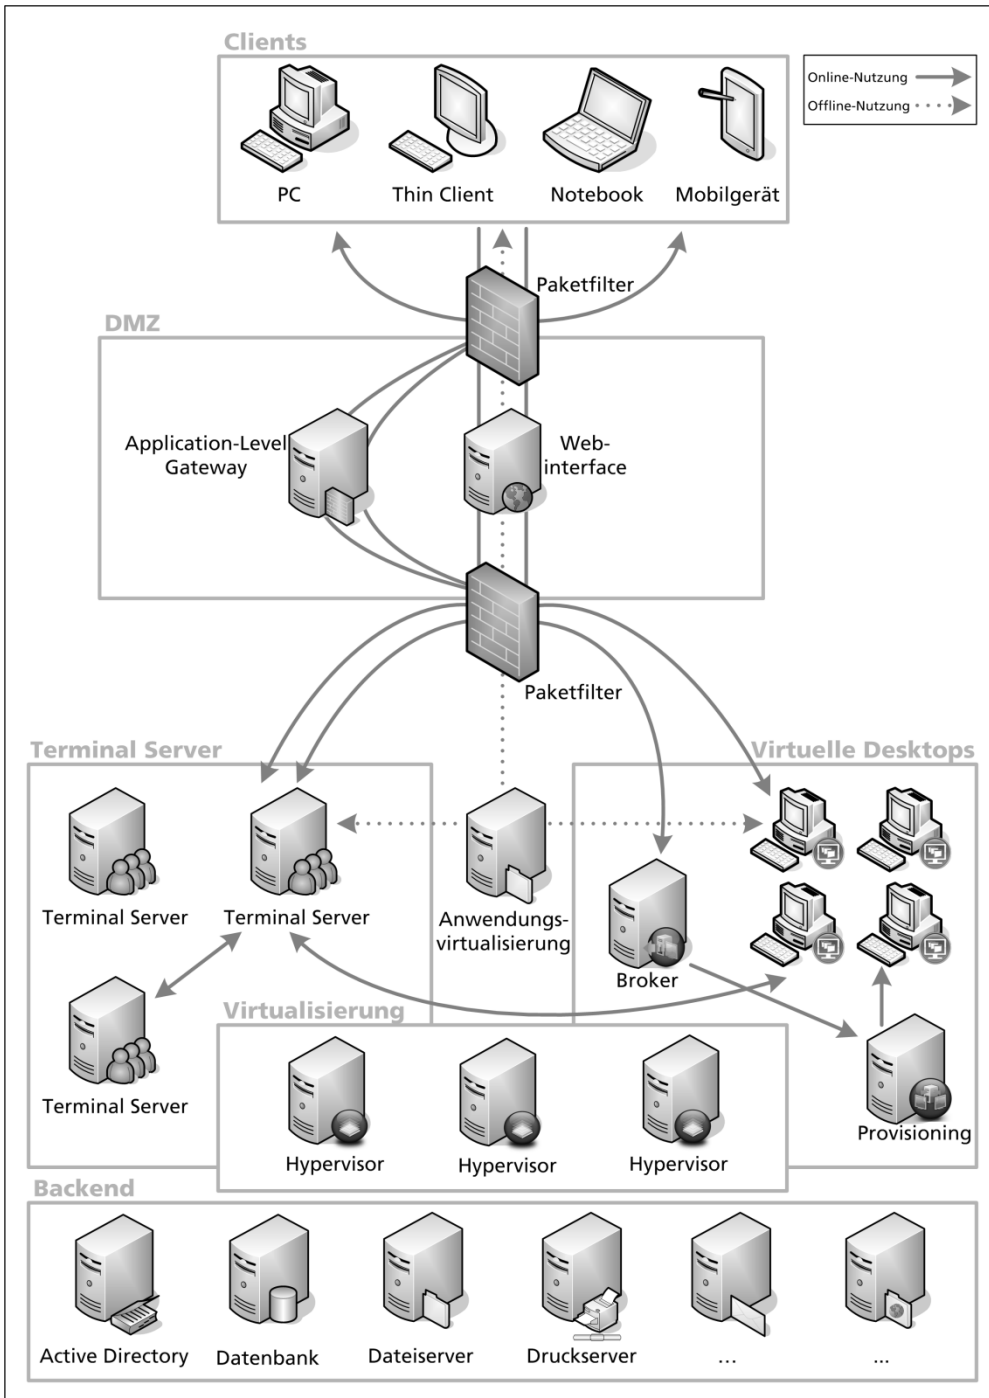 Clients
Online-Nutzung
Offline-Nutzung
PC
Thin Client
Notebook
Mobilgerät
Paketfilter
DMZ
Application-Level
Gateway
Web-
interface
Paketfilter
Terminal Server
Virtuelle Desktops
Terminal Server
Terminal Server
Anwendungs-
virtualisierung
Broker
Terminal Server
Virtualisierung
Hypervisor
Hypervisor
Hypervisor
Provisioning
Backend
Active Directory
Datenbank
Dateiserver
Druckserver
...
...